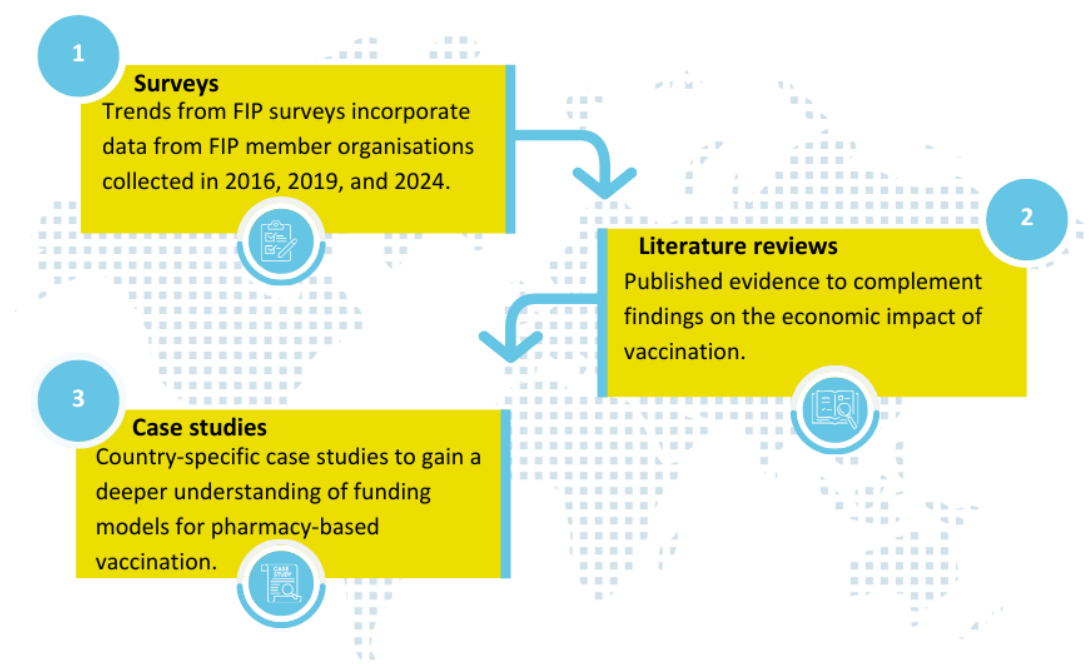 1
Surveys
Trends from FIP surveys incorporate
data from FIP member organisations
collected in 2016, 2019, and 2024.
2
Literature reviews
Published evidence to complement
findings on the economic impact of
vaccination.
3
Case studies
Country-specific case studies to gain a
deeper understanding of funding
models for pharmacy-based
vaccination.
CASE
STUDY